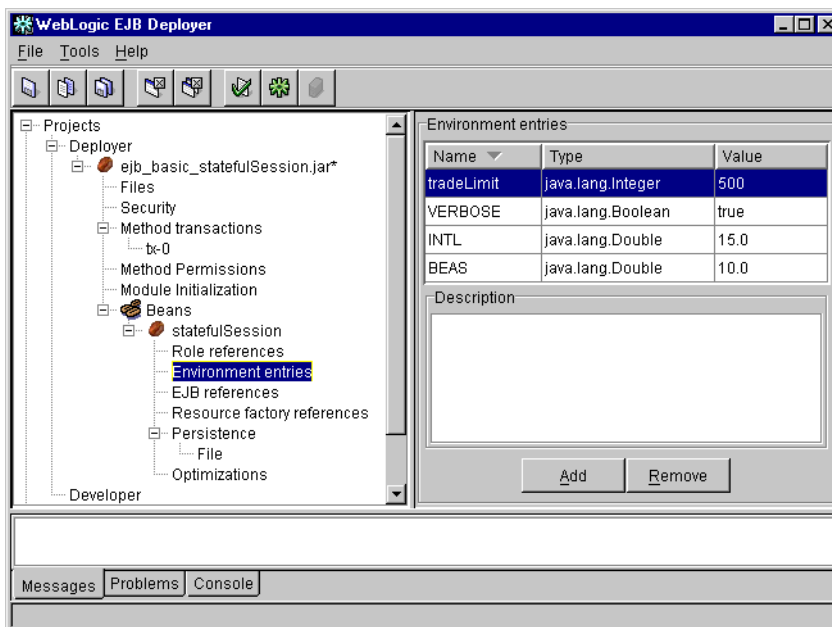 WebLogic EJB Deployer
File Tools Help
Projects
Deployer
ejb_basic_statefulSession.jar*
Files
Security
Method transactions
tx-0
Method Permissions
Module Initialization
Beans
statefulSession
Role references
Environment entries
EJB references
Resource factory references
Persistence
File
Optimizations
Developer
Environment entries
Name Type Value
tradeLimit java.lang.Integer 500
VERBOSE java.lang.Boolean true
INTL java.lang.Double 15.0
BEAS java.lang.Double 10.0
Description
Add Remove
Messages Problems Console